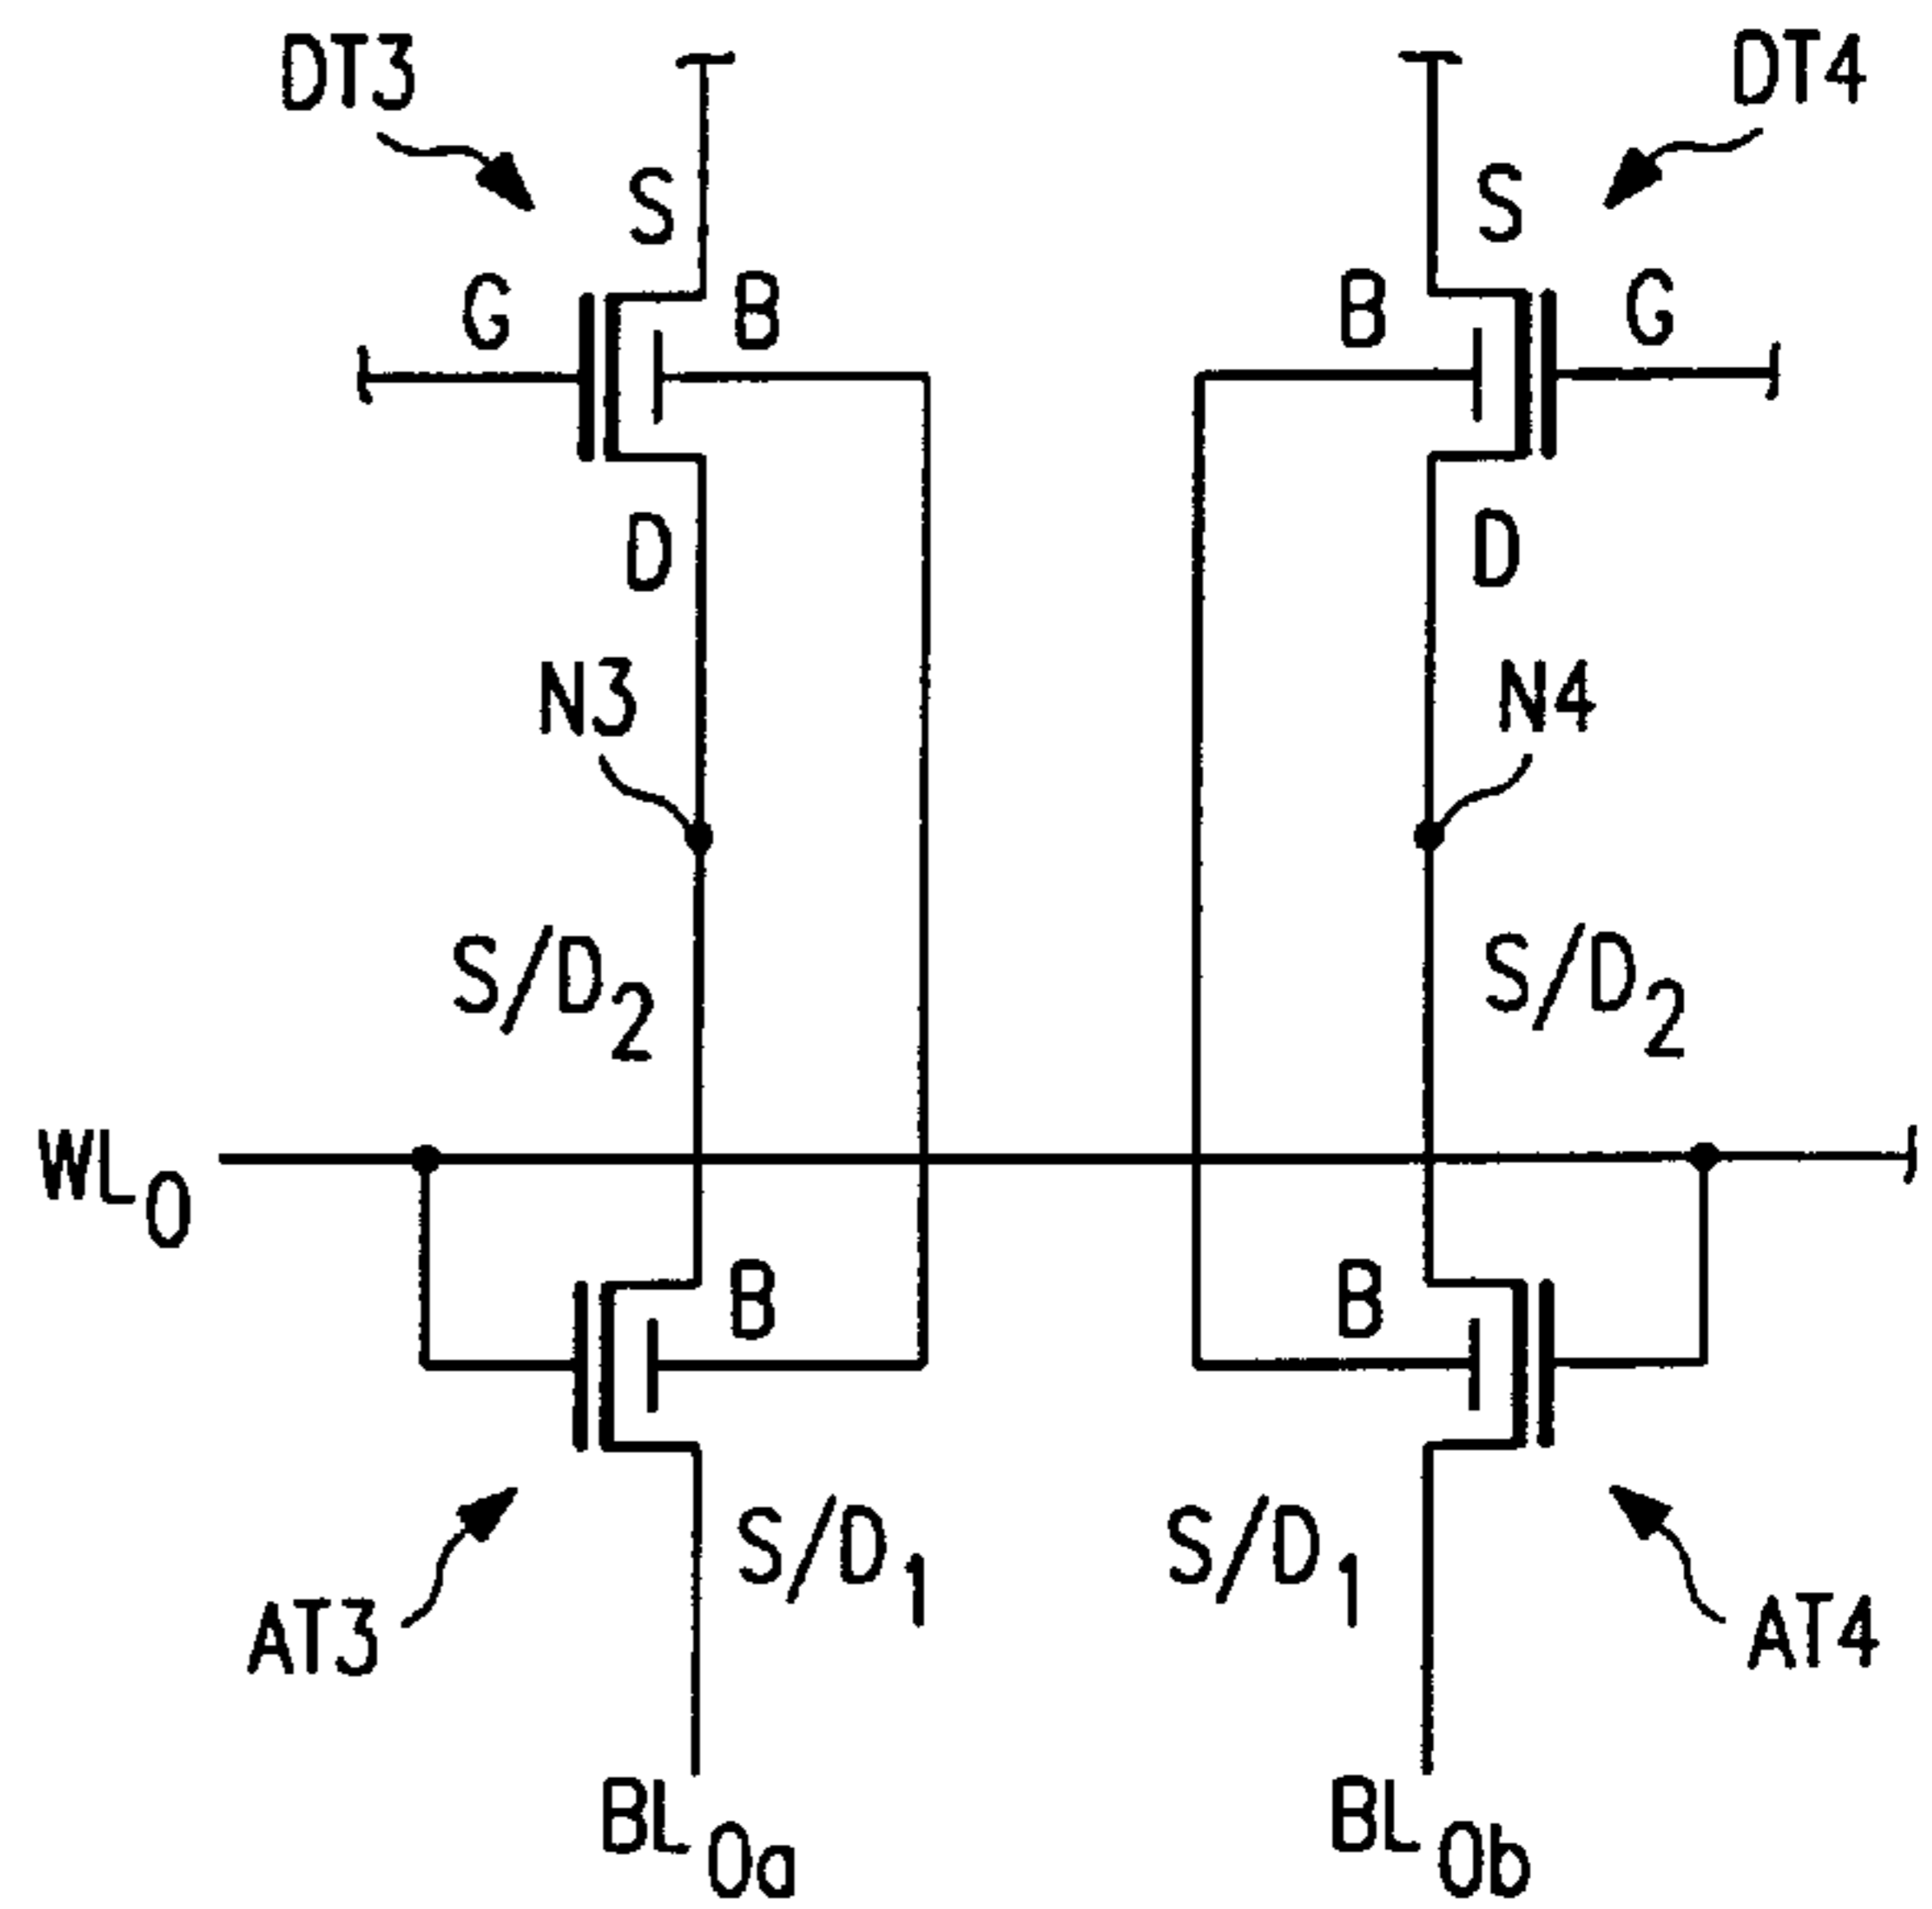 DT3 DT4
S S
G B B G
D D
N3 N4
S/D2 S/D2
WL0
B B
S/D1 S/D1
AT3 AT4
BL0a BL0b